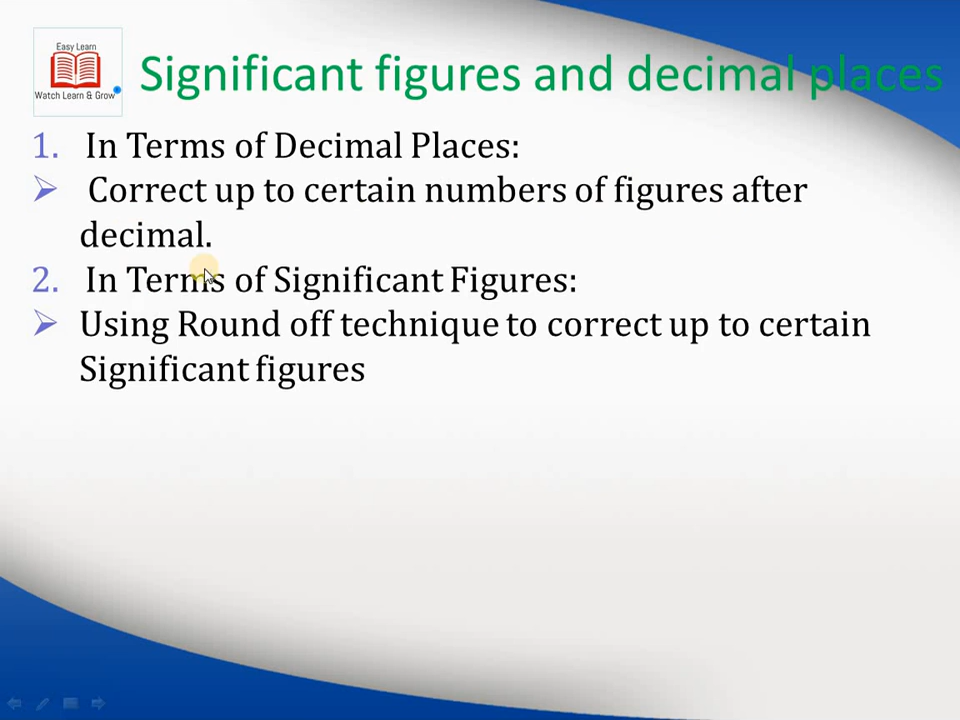 Easy Learn
Watch Learn & Grow
Significant figures and decimal places
1. In Terms of Decimal Places:
➢ Correct up to certain numbers of figures after
decimal.
2. In Terms of Significant Figures:
➢ Using Round off technique to correct up to certain
Significant figures